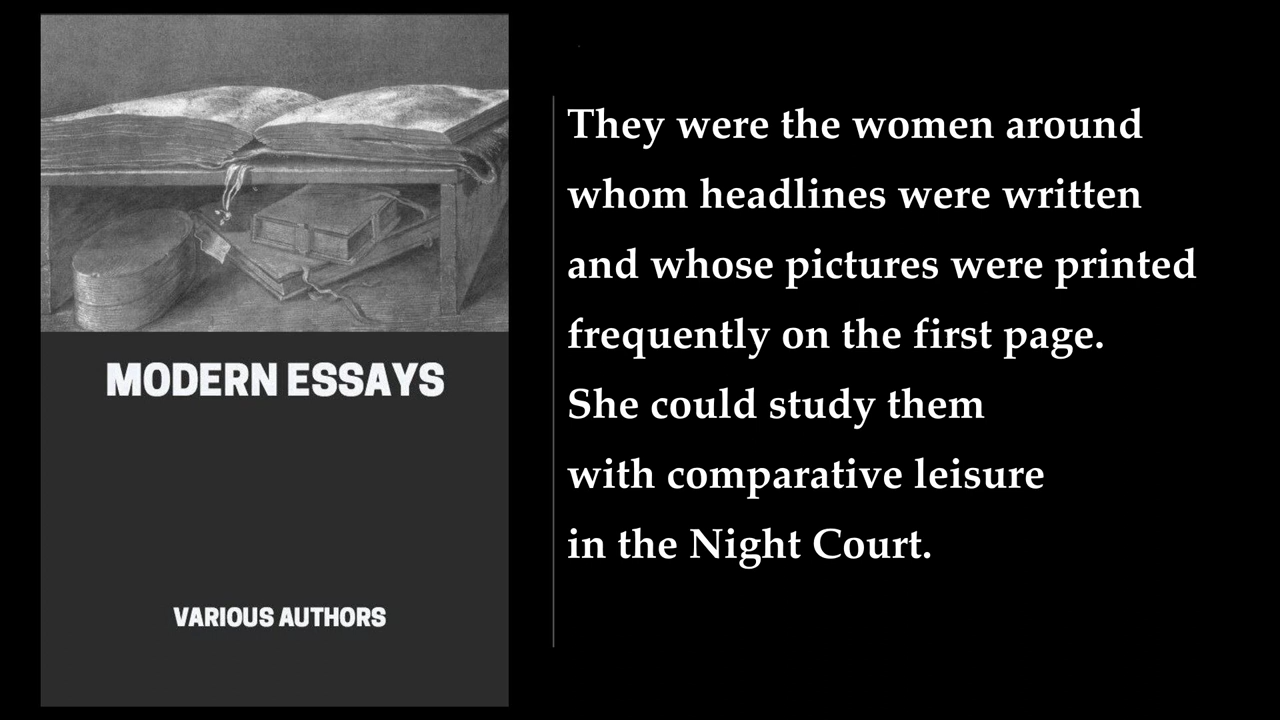 MODERN ESSAYS
VARIOUS AUTHORS
They were the women around
whom headlines were written
and whose pictures were printed
frequently on the first page.
She could study them
with comparative leisure
in the Night Court.